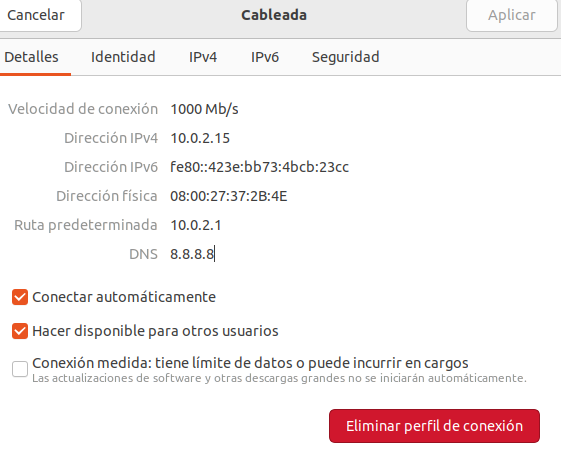 Cancelar
Cableada
Aplicar
Detalles Identidad IPv4 IPv6 Seguridad
Velocidad de conexión 1000 Mb/s
Dirección IPv4 10.0.2.15
Dirección IPv6 fe80::423e:bb73:4bcb:23cc
Dirección física 08:00:27:37:2B:4E
Ruta predeterminada 10.0.2.1
DNS 8.8.8.8
Conectar automáticamente
Hacer disponible para otros usuarios
Conexión medida: tiene límite de datos o puede incurrir en cargos
Las actualizaciones de software y otras descargas grandes no se iniciarán automáticamente.
Eliminar perfil de conexión